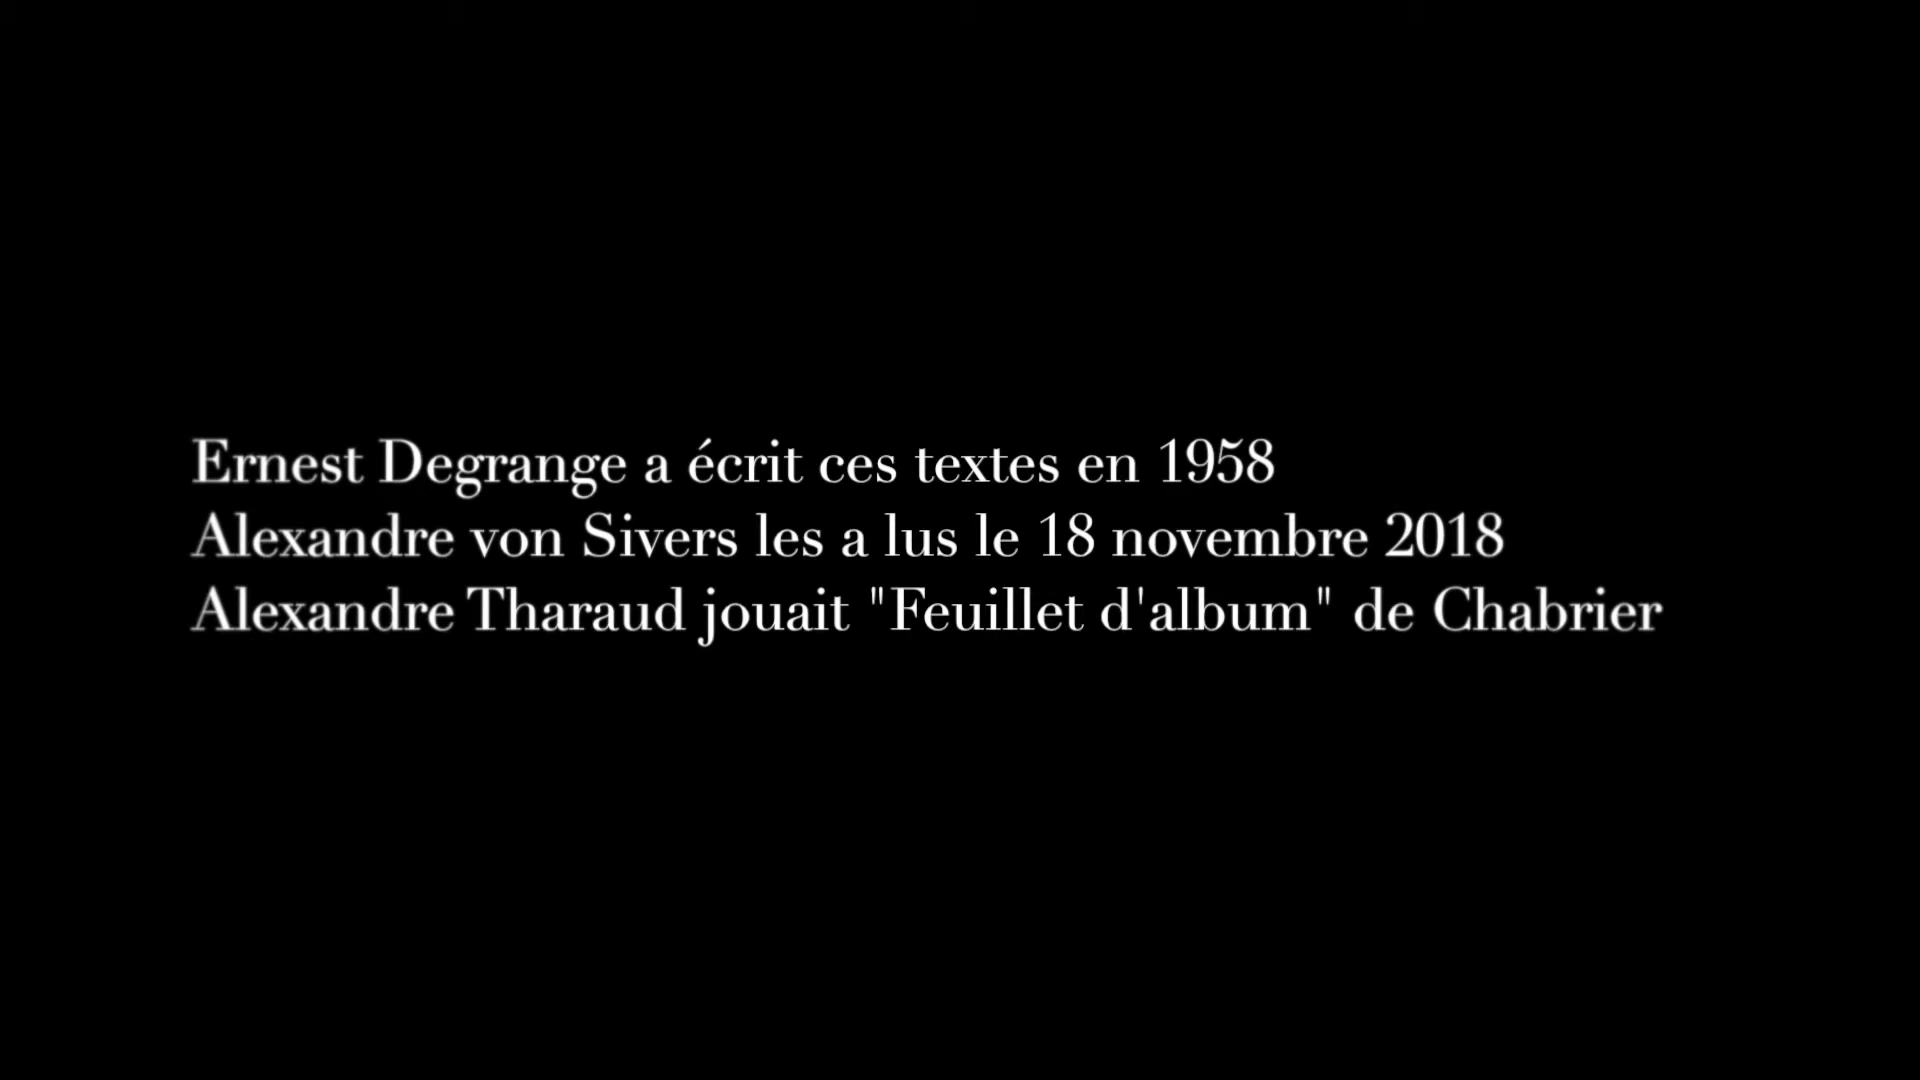 Ernest Degrange a écrit ces textes en 1958
Alexandre von Sivers les a lus le 18 novembre 2018
Alexandre Tharaud jouait "Feuillet d'album" de Chabrier